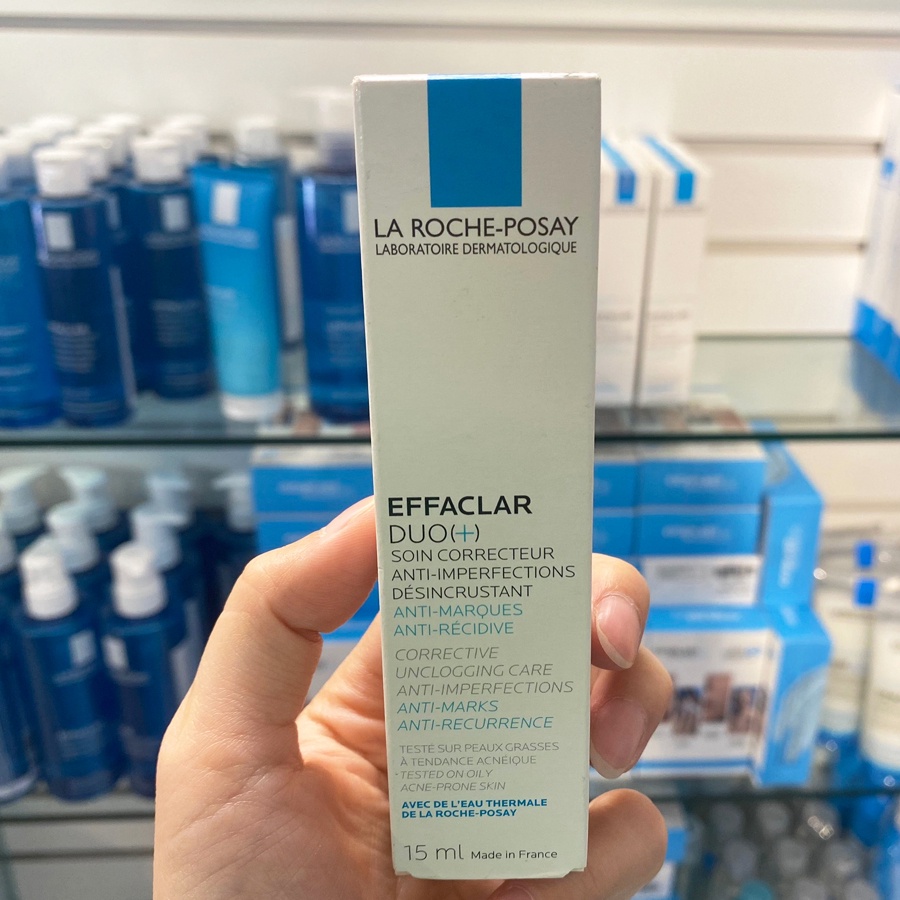 LA ROCHE-POSAY
LABORATOIRE DERMATOLOGIQUE
EFFACLAR
DUO(+)
SOIN CORRECTEUR
ANTI-IMPERFECTIONS
DÉSINCRUSTANT
ANTI-MARQUES
ANTI-RÉCIDIVE
CORRECTIVE
UNCLOGGING CARE
ANTI-IMPERFECTIONS
ANTI-MARKS
ANTI-RECURRENCE
TESTÉ SUR PEAUX GRASSES
À TENDANCE ACNÉIQUE
- TESTED ON OILY
ACNE-PRONE SKIN
AVEC DE L'EAU THERMALE
DE LA ROCHE-POSAY
15 ml Made in France
EFFACLAR